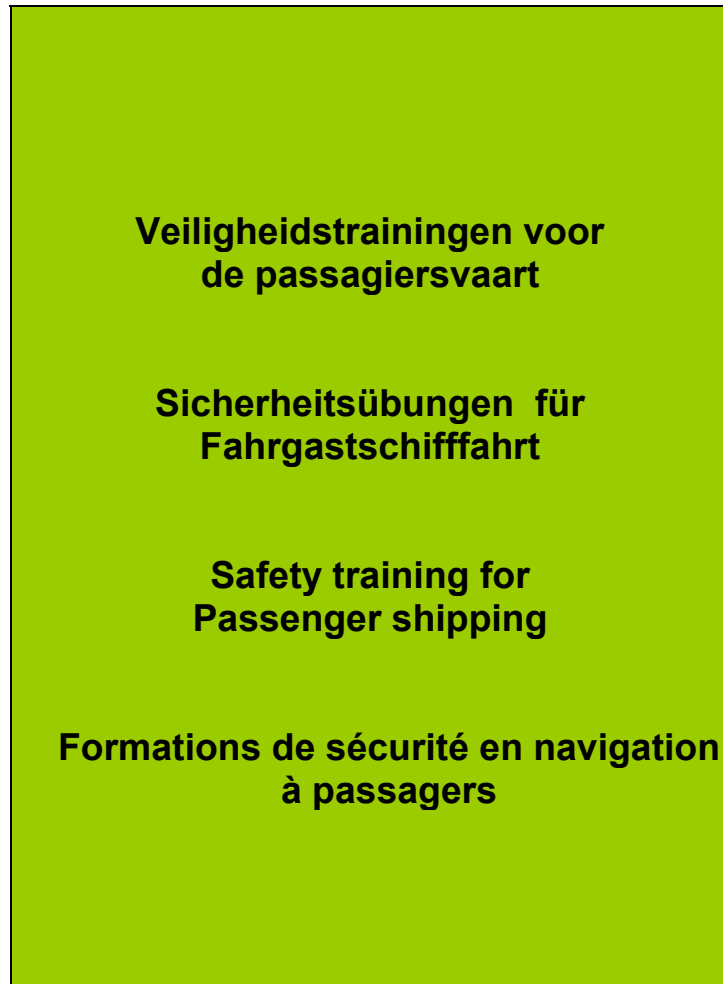 Veiligheidstrainingen voor
de passagiersvaart
Sicherheitsübungen für
Fahrgastschifffahrt
Safety training for
Passenger shipping
Formations de sécurité en navigation
à passagers